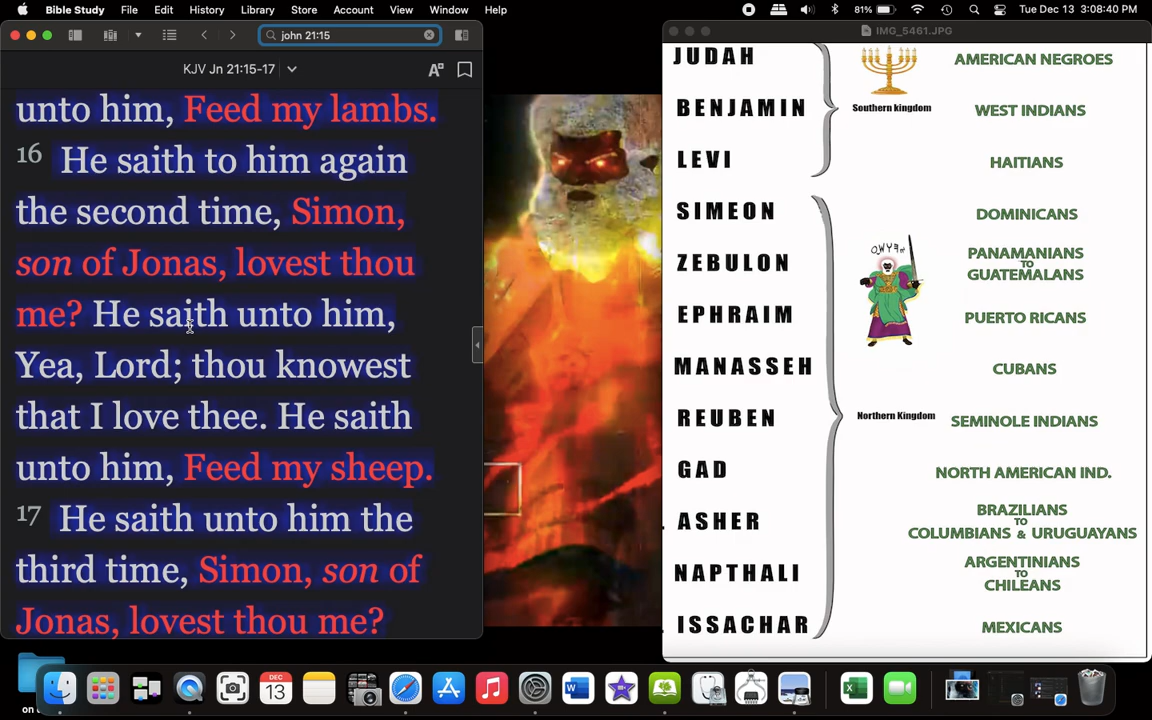 Bible Study File Edit History Library Store Account View Window Help 81% Tue Dec 13 3:08:40 PM
john 21:15
IMG_5461.JPG
KJV Jn 21:15-17
unto him, Feed my lambs.
16 He saith to him again
the second time, Simon,
son of Jonas, lovest thou
me? He saith unto him,
Yea, Lord; thou knowest
that I love thee. He saith
unto him, Feed my sheep.
17 He saith unto him the
third time, Simon, son of
Jonas, lovest thou me?
JUDAH
BENJAMIN
LEVI
SIMEON
ZEBULON
EPHRAIM
MANASSEH
REUBEN
GAD
ASHER
NAPTHALI
ISSACHAR
Southern kingdom
Northern Kingdom
AMERICAN NEGROES
WEST INDIANS
HAITIANS
DOMINICANS
PANAMANIANS
TO
GUATEMALANS
PUERTO RICANS
CUBANS
SEMINOLE INDIANS
NORTH AMERICAN IND.
BRAZILIANS
TO
COLUMBIANS & URUGUAYANS
ARGENTINIANS
TO
CHILEANS
MEXICANS
DEC
13
on